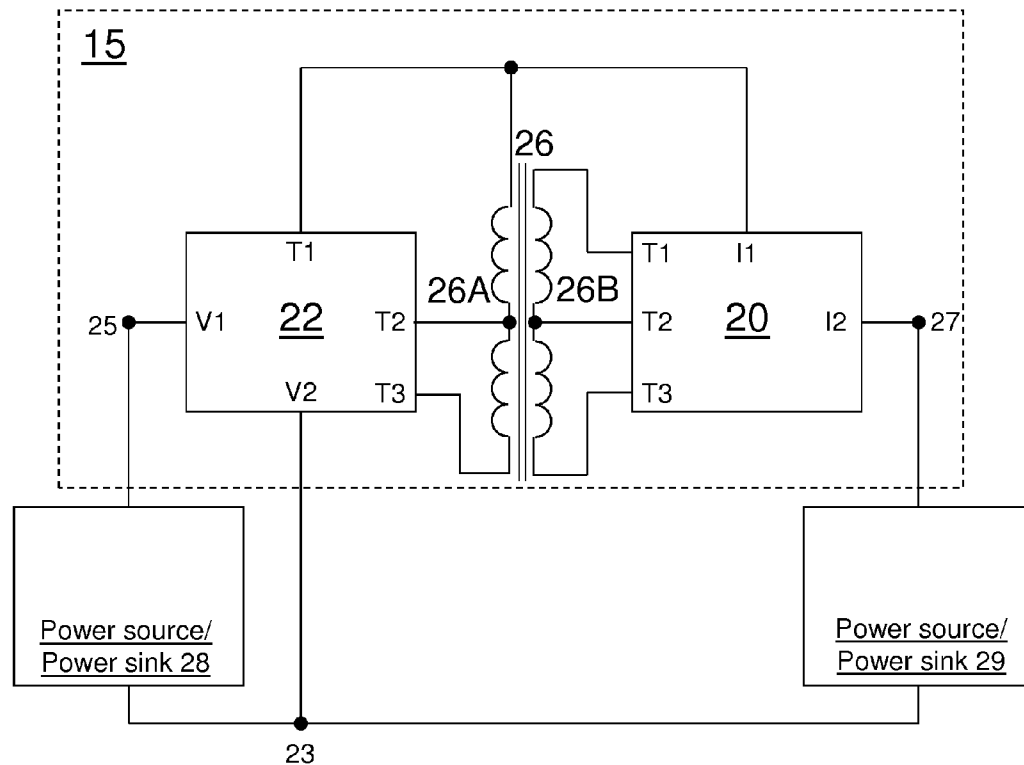 15
26
T1
T1
I1
26A
26B
25
V1
22
T2
T2
20
I2
27
V2
T3
T3
Power source/
Power sink 28
Power source/
Power sink 29
23